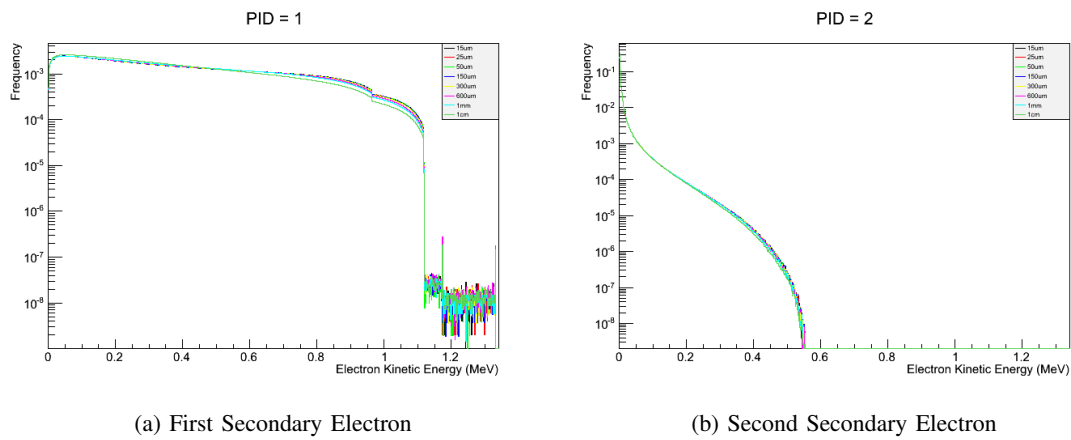 PID = 1
Frequency
15um
25um
50um
150um
300um
600um
1mm
1cm
10⁻³
10⁻⁴
10⁻⁵
10⁻⁶
10⁻⁷
10⁻⁸
0 0.2 0.4 0.6 0.8 1 1.2
Electron Kinetic Energy (MeV)
(a) First Secondary Electron
PID = 2
Frequency
15um
25um
50um
150um
300um
600um
1mm
1cm
10⁻¹
10⁻²
10⁻³
10⁻⁴
10⁻⁵
10⁻⁶
10⁻⁷
10⁻⁸
0 0.2 0.4 0.6 0.8 1 1.2
Electron Kinetic Energy (MeV)
(b) Second Secondary Electron